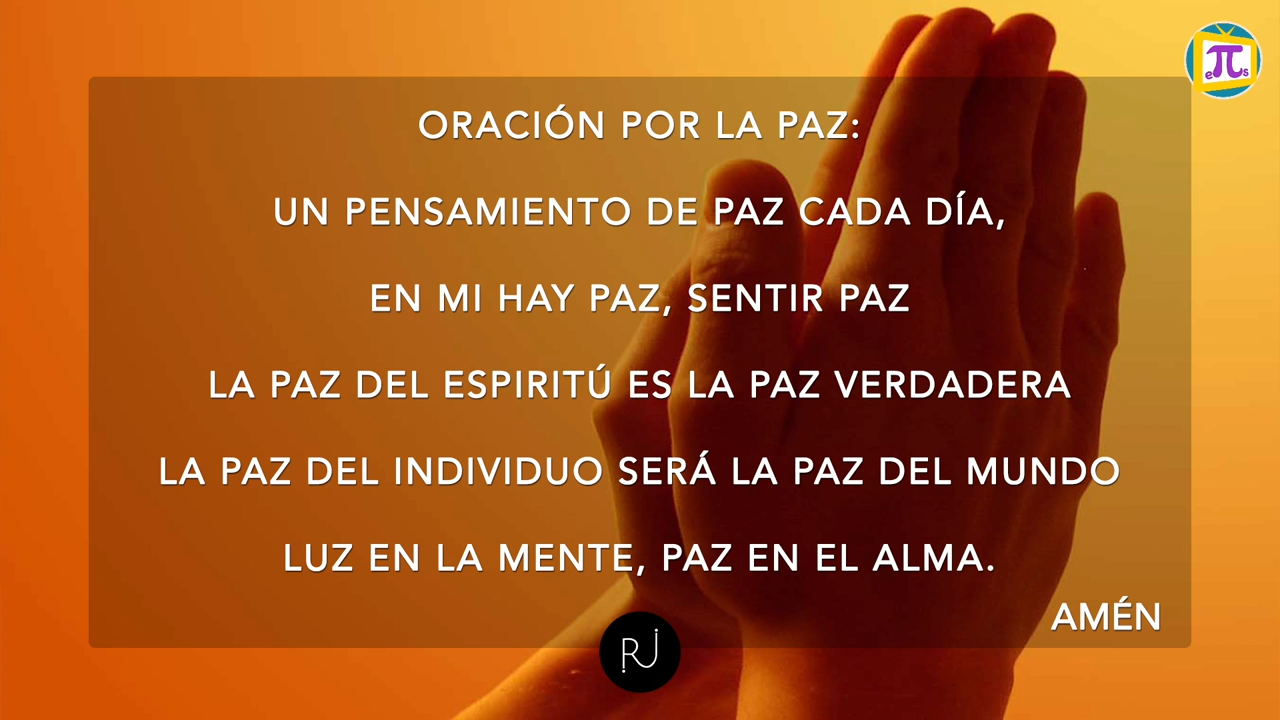 ORACIÓN POR LA PAZ:
UN PENSAMIENTO DE PAZ CADA DÍA,
EN MI HAY PAZ, SENTIR PAZ
LA PAZ DEL ESPIRITÚ ES LA PAZ VERDADERA
LA PAZ DEL INDIVIDUO SERÁ LA PAZ DEL MUNDO
LUZ EN LA MENTE, PAZ EN EL ALMA.
AMÉN
RJ
eπs